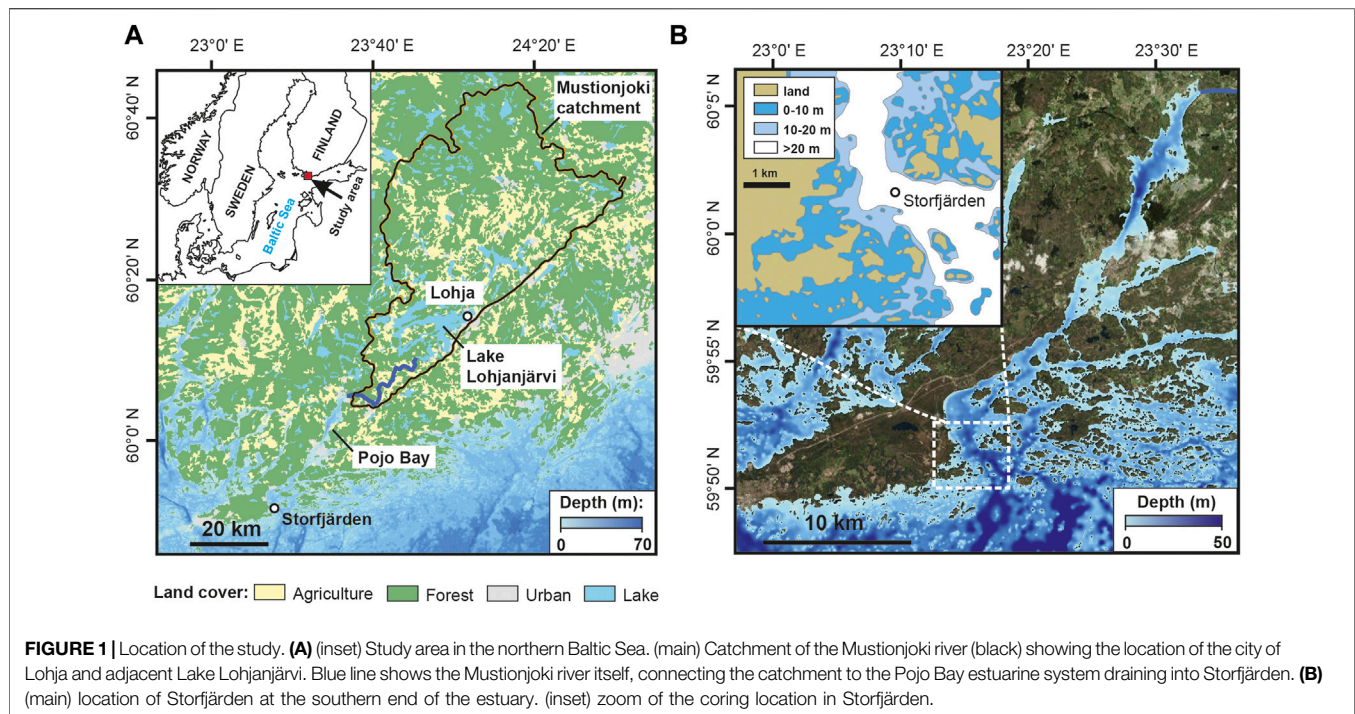 A
23°0' E
23°40' E
24°20' E
60°40' N
60°20' N
60°0' N
NORWAY
SWEDEN
FINLAND
Baltic Sea
Study area
Mustionjoki
catchment
Lohja
Lake
Lohjanjärvi
Pojo Bay
Storfjärden
20 km
Depth (m):
0
70
Land cover:
Agriculture
Forest
Urban
Lake
B
23°0' E
23°10' E
23°20' E
23°30' E
60°5' N
60°0' N
59°55' N
59°50' N
land
0-10 m
10-20 m
>20 m
1 km
Storfjärden
10 km
Depth (m)
0
50
FIGURE 1 | Location of the study. (A) (inset) Study area in the northern Baltic Sea. (main) Catchment of the Mustionjoki river (black) showing the location of the city of
Lohja and adjacent Lake Lohjanjärvi. Blue line shows the Mustionjoki river itself, connecting the catchment to the Pojo Bay estuarine system draining into Storfjärden. (B)
(main) location of Storfjärden at the southern end of the estuary. (inset) zoom of the coring location in Storfjärden.